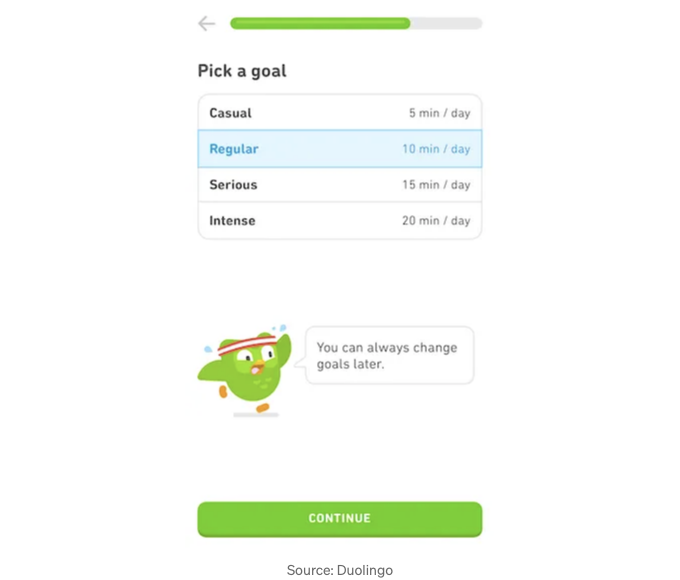 Pick a goal
Casual 5 min / day
Regular 10 min / day
Serious 15 min / day
Intense 20 min / day
You can always change
goals later.
CONTINUE
Source: Duolingo